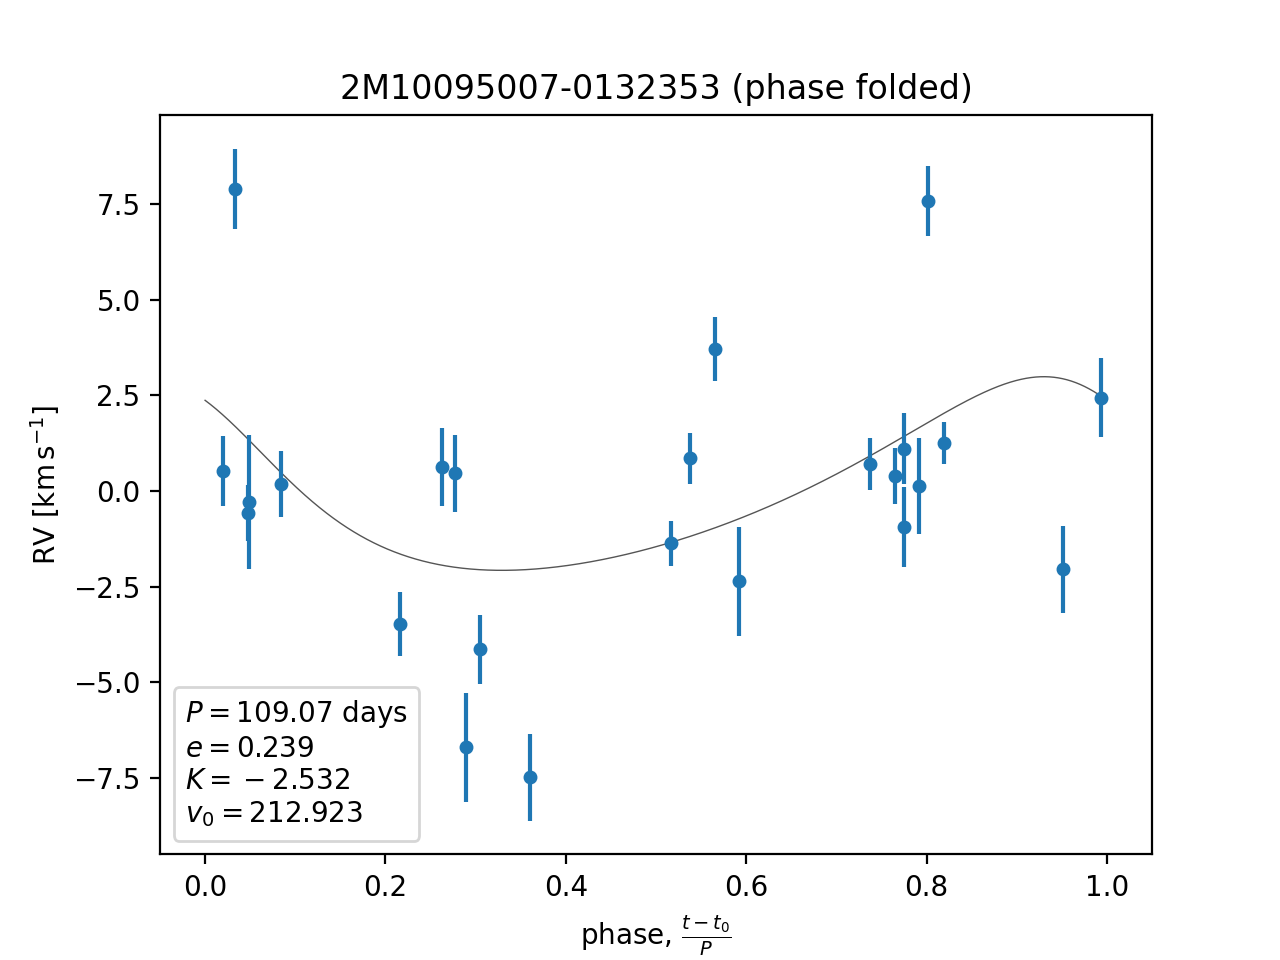 2M10095007-0132353 (phase folded)
RV [km s⁻¹]
7.5
5.0
2.5
0.0
−2.5
−5.0
−7.5
P = 109.07 days
e = 0.239
K = −2.532
v₀ = 212.923
0.0 0.2 0.4 0.6 0.8 1.0
phase, (t − t₀)/P